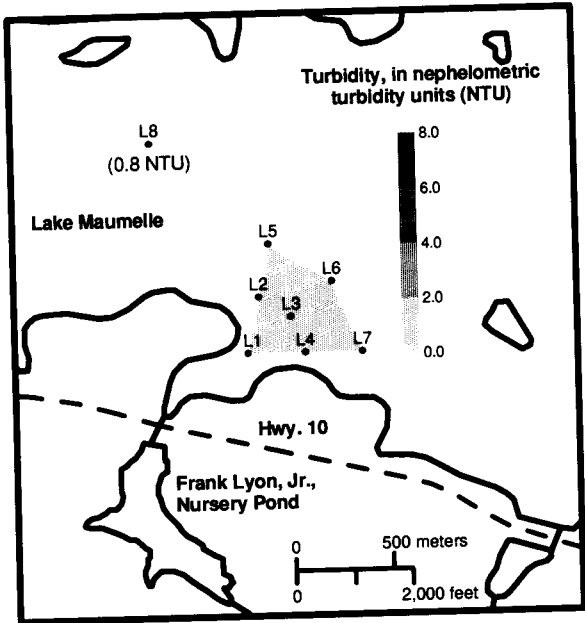 Turbidity, in nephelometric
turbidity units (NTU)
8.0
L8
(0.8 NTU)
6.0
Lake Maumelle
L5
4.0
L6
L2
2.0
L3
L1
L4
L7
0.0
Hwy. 10
Frank Lyon, Jr.,
Nursery Pond
0
500 meters
0
2,000 feet